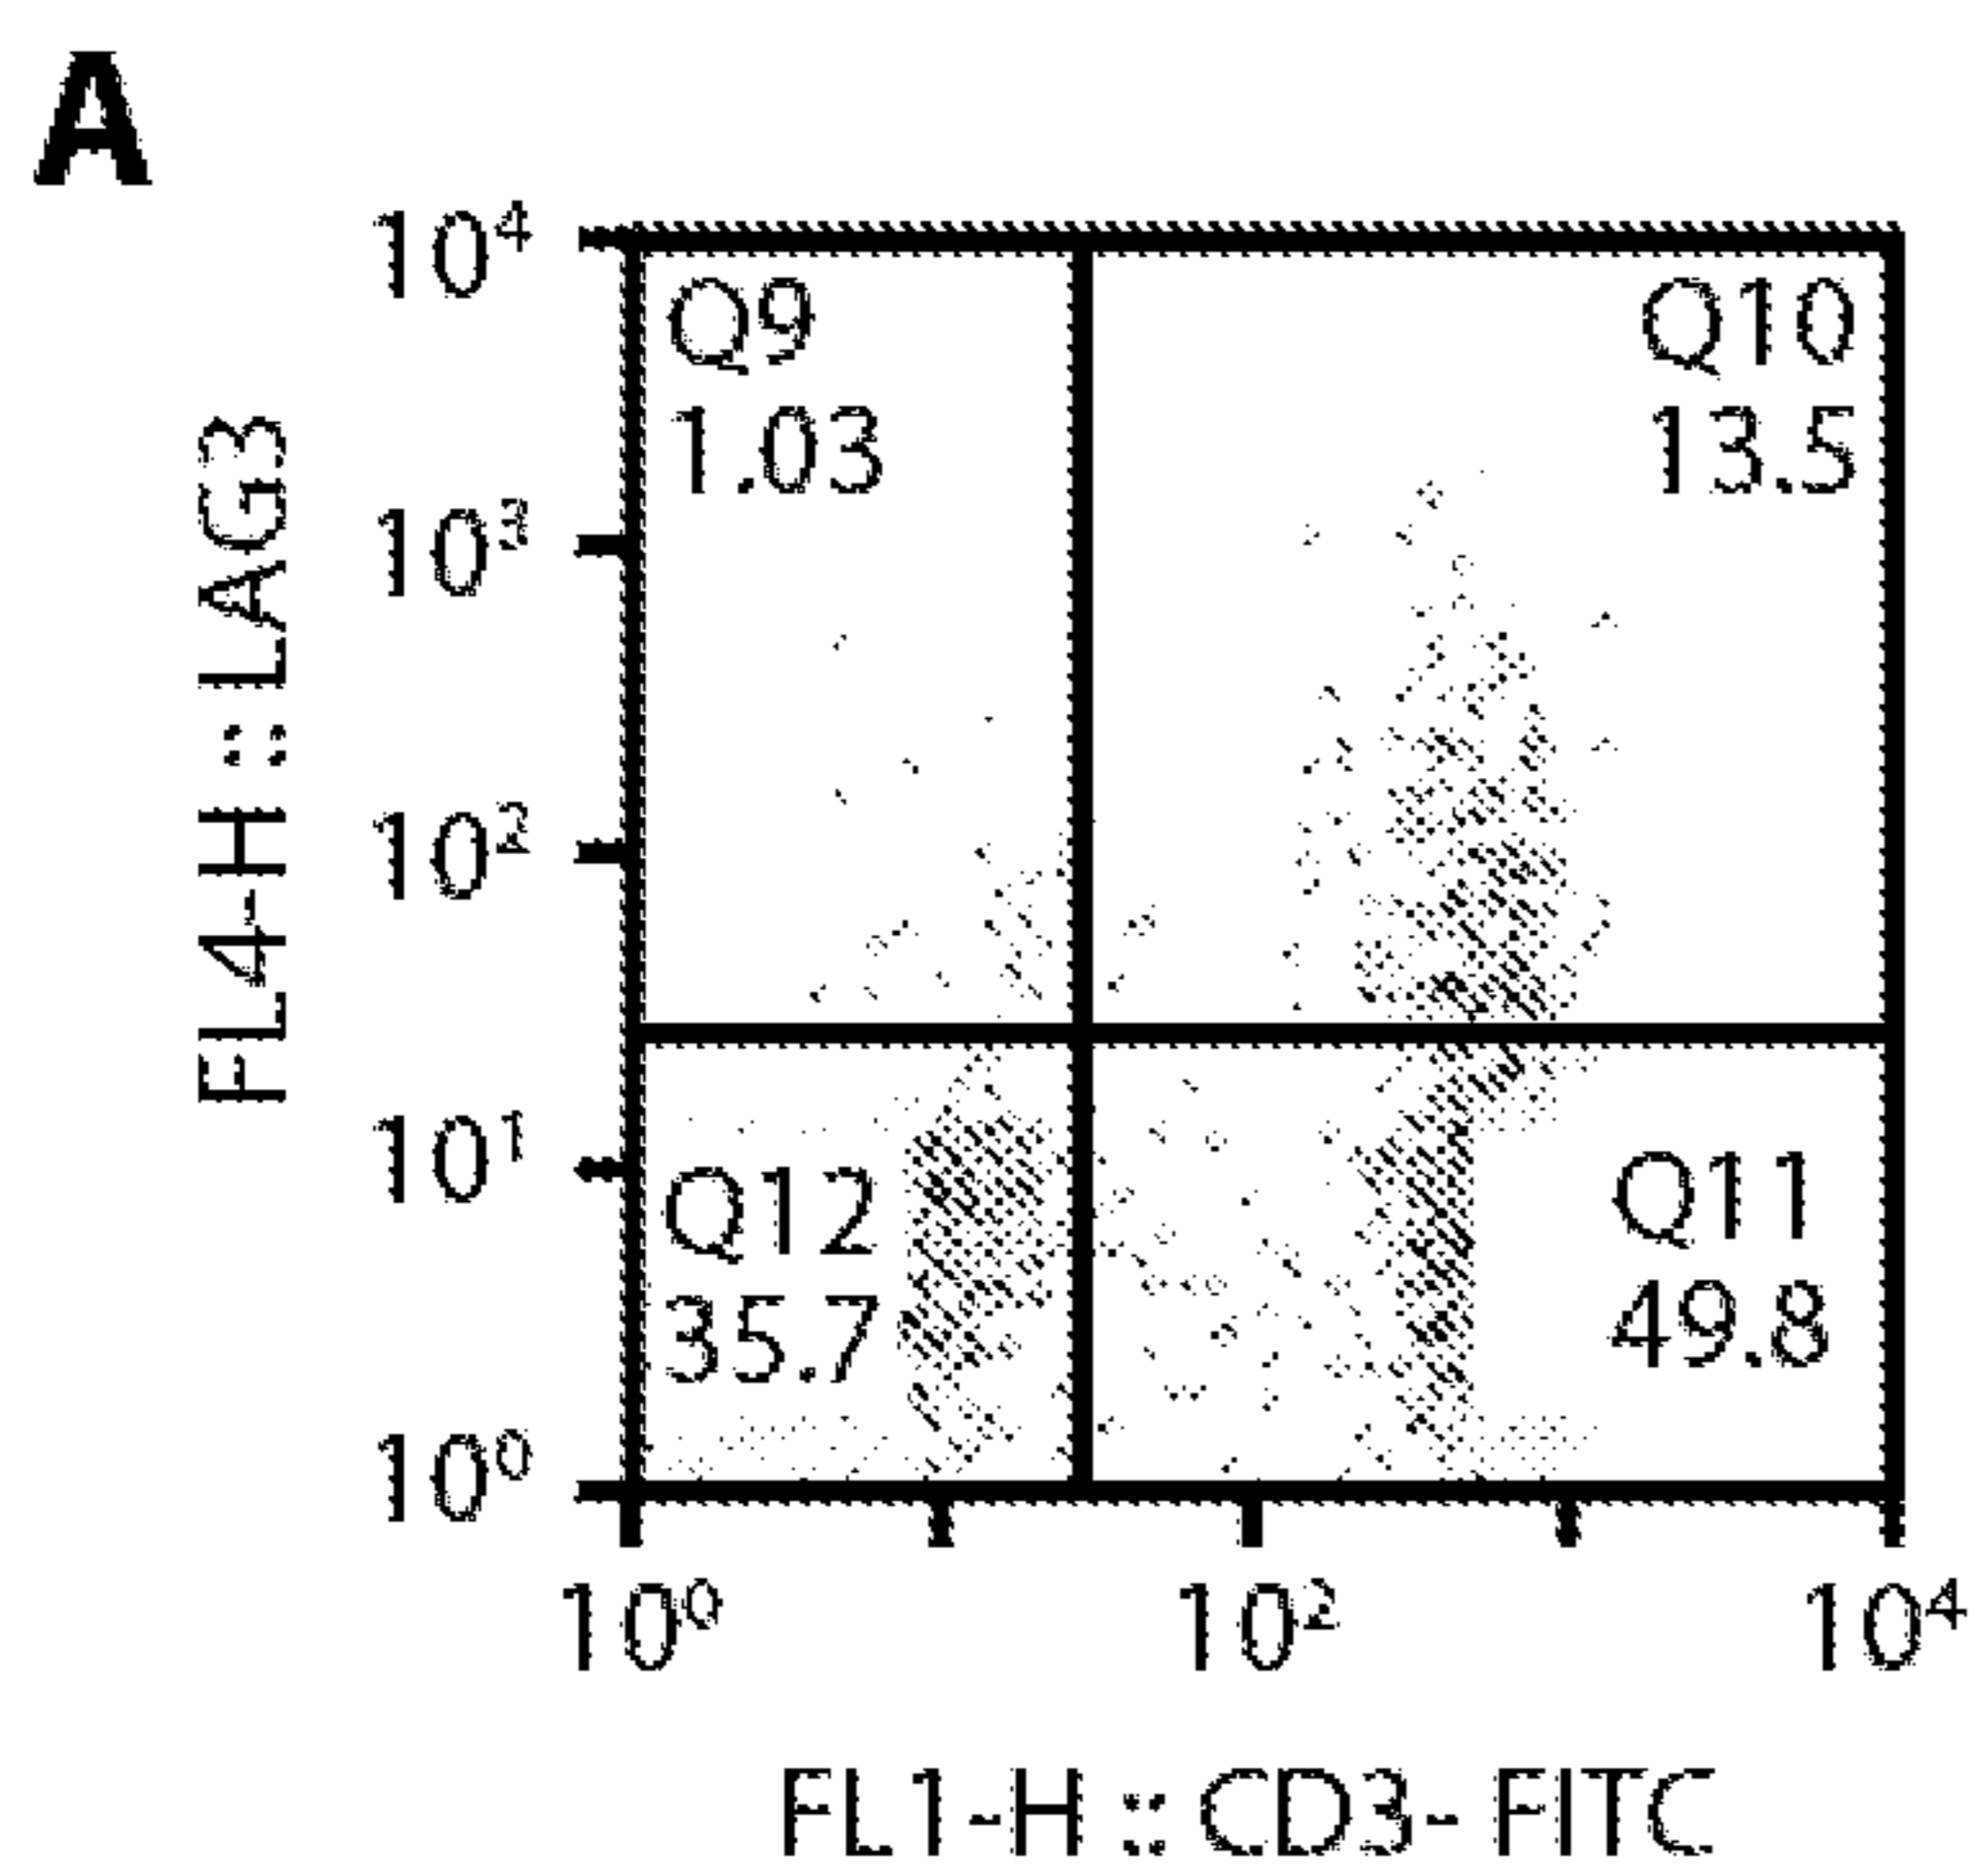 A
10⁴
Q9
Q10
1.03
13.5
10³
FL4-H :: LAG3
10²
10¹
Q12
Q11
35.7
49.8
10⁰
10⁰
10²
10⁴
FL1-H :: CD3- FITC